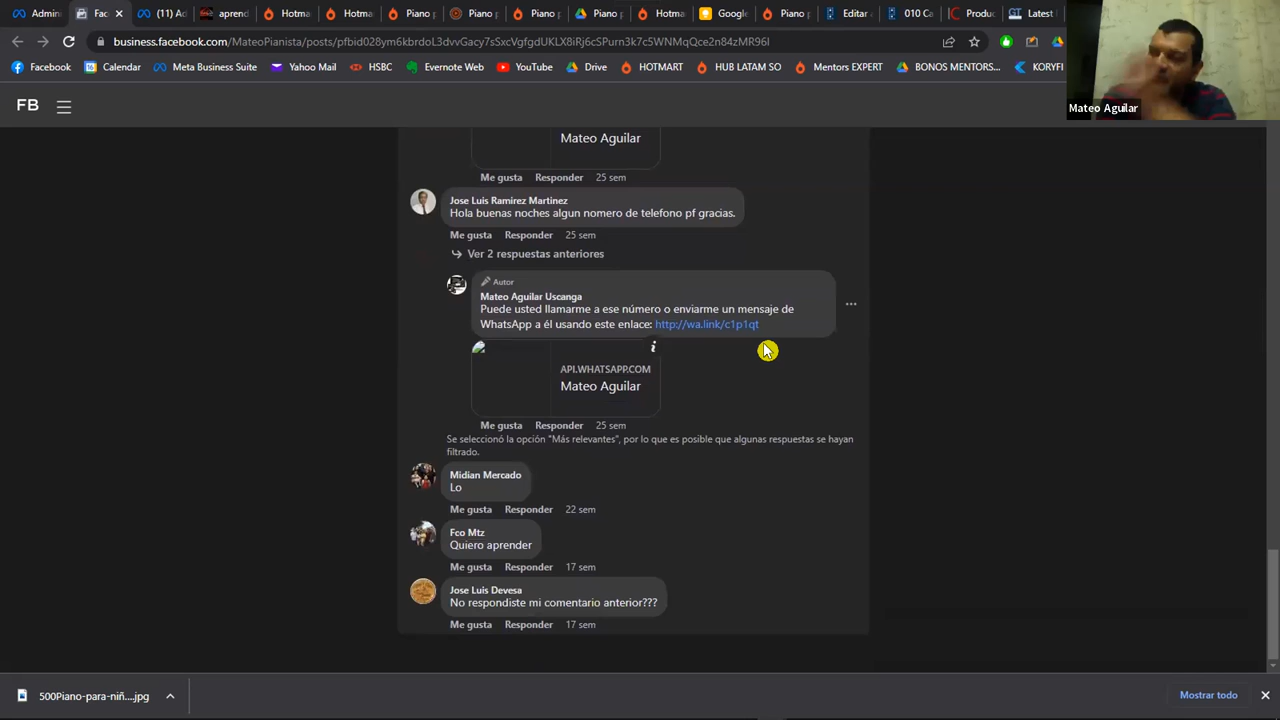 Admin
Fac
(11) Ad
aprend
Hotma
Hotm
Piano p
Piano p
Piano p
Piano p
Hotma
Google
Piano p
Editar a
010 Ca
Produc
Latest
business.facebook.com/MateoPianista/posts/pfbid028ym6kbrdoL3dvvGacy7sSxcVgfgdUKLX8iRj6cSPurn3k7c5WNMqQce2n84zMR96l
Facebook Calendar Meta Business Suite Yahoo Mail HSBC Evernote Web YouTube Drive HOTMART HUB LATAM SO Mentors EXPERT BONOS MENTORS... KORYFI
Mateo Aguilar
FB
Mateo Aguilar
Me gusta Responder 25 sem
Jose Luis Ramirez Martinez
Hola buenas noches algun nomero de telefono pf gracias.
Me gusta Responder 25 sem
Ver 2 respuestas anteriores
Autor
Mateo Aguilar Uscanga
Puede usted llamarme a ese número o enviarme un mensaje de
WhatsApp a él usando este enlace: http://wa.link/c1p1qt
API.WHATSAPP.COM
Mateo Aguilar
Me gusta Responder 25 sem
Se seleccionó la opción "Más relevantes", por lo que es posible que algunas respuestas se hayan
filtrado.
Midian Mercado
Lo
Me gusta Responder 22 sem
Fco Mtz
Quiero aprender
Me gusta Responder 17 sem
Jose Luis Devesa
No respondiste mi comentario anterior???
Me gusta Responder 17 sem
500Piano-para-niñ....jpg
Mostrar todo